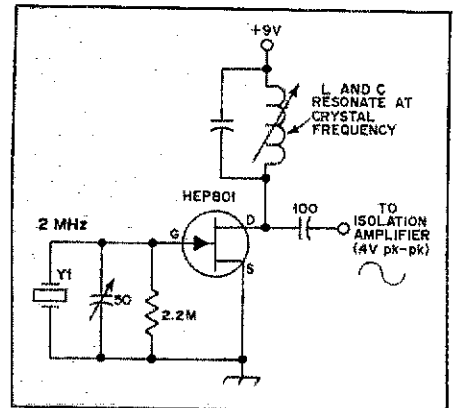 +9V
L AND C
RESONATE AT
CRYSTAL
FREQUENCY
HEP801
2 MHz
G
D
S
100
TO
ISOLATION
AMPLIFIER
(4V pk-pk)
Y1
50
2.2M